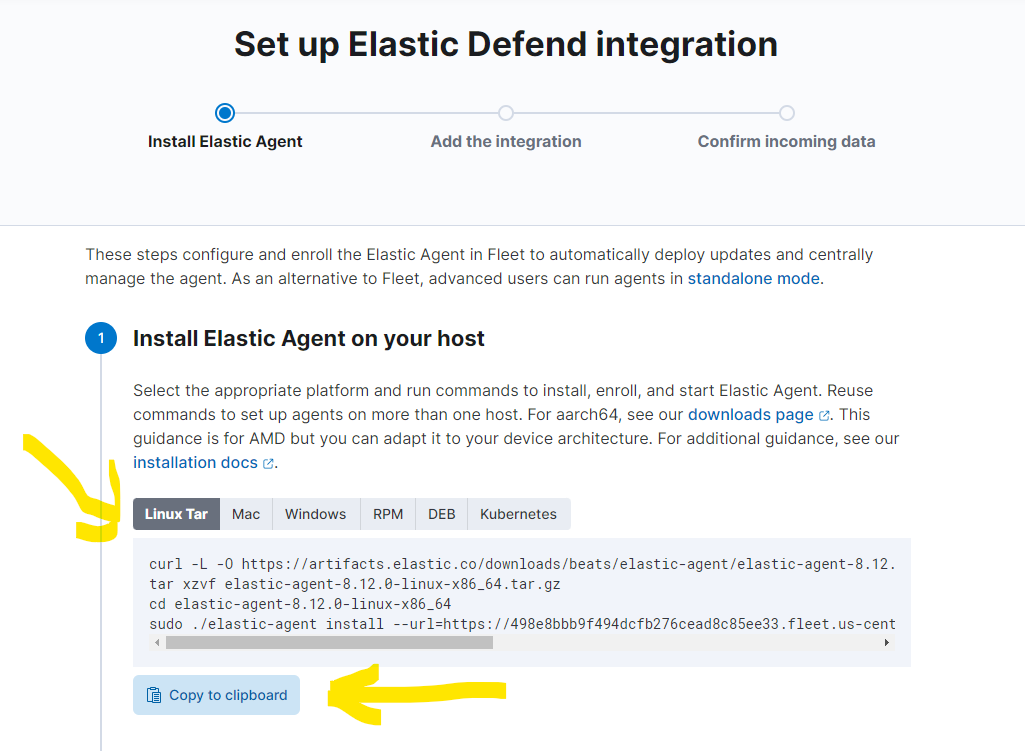 Set up Elastic Defend integration
Install Elastic Agent
Add the integration
Confirm incoming data
These steps configure and enroll the Elastic Agent in Fleet to automatically deploy updates and centrally
manage the agent. As an alternative to Fleet, advanced users can run agents in standalone mode.
1
Install Elastic Agent on your host
Select the appropriate platform and run commands to install, enroll, and start Elastic Agent. Reuse
commands to set up agents on more than one host. For aarch64, see our downloads page. This
guidance is for AMD but you can adapt it to your device architecture. For additional guidance, see our
installation docs.
Linux Tar Mac Windows RPM DEB Kubernetes
curl -L -O https://artifacts.elastic.co/downloads/beats/elastic-agent/elastic-agent-8.12.
tar xzvf elastic-agent-8.12.0-linux-x86_64.tar.gz
cd elastic-agent-8.12.0-linux-x86_64
sudo ./elastic-agent install --url=https://498e8bbb9f494dcfb276cead8c85ee33.fleet.us-cent
Copy to clipboard